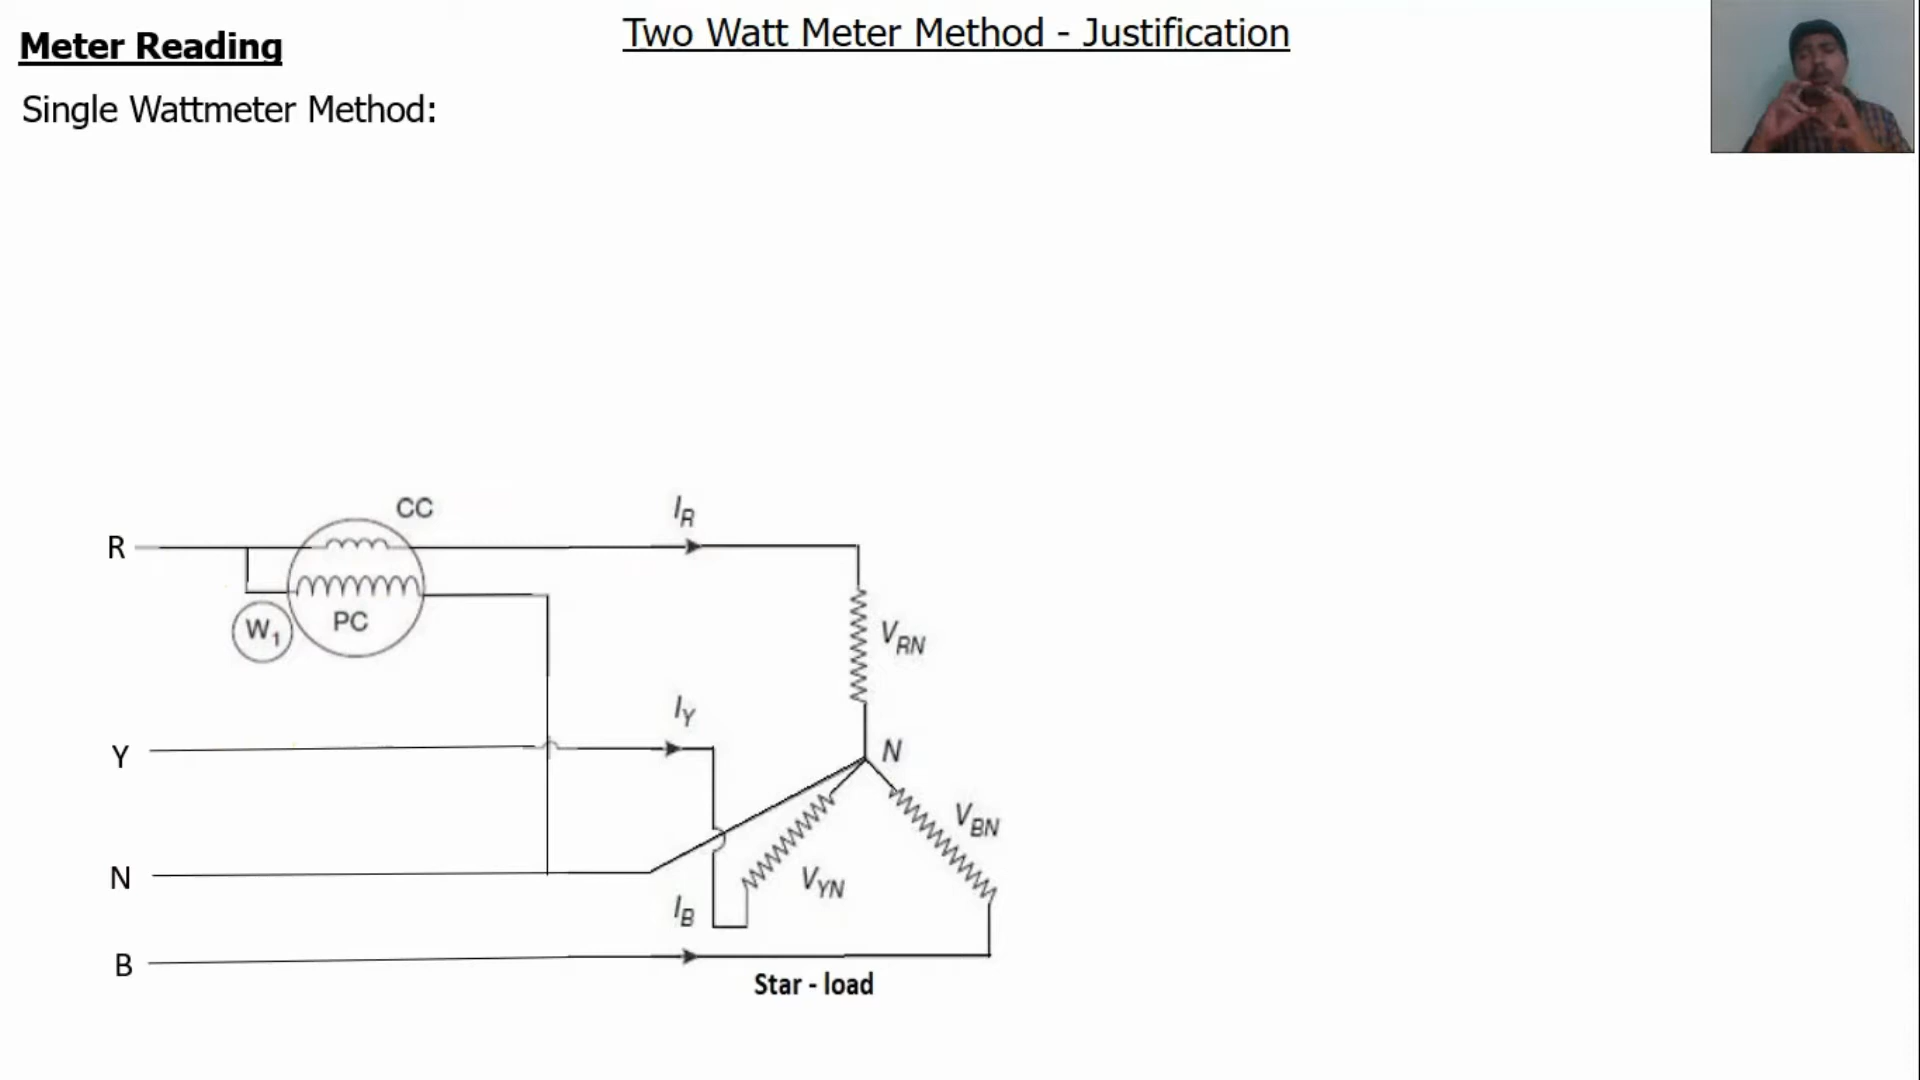 Two Watt Meter Method - Justification
Meter Reading
Single Wattmeter Method:
CC
I_R
R
W_1
PC
V_RN
I_Y
Y
N
V_BN
N
V_YN
I_B
B
Star - load